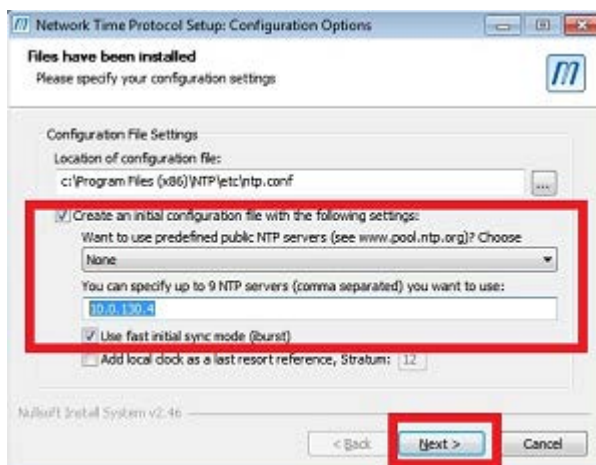 Network Time Protocol Setup: Configuration Options
Files have been installed
Please specify your configuration settings
Configuration File Settings
Location of configuration file:
c:\Program Files (x86)\NTP\etc\ntp.conf
...
Create an initial configuration file with the following settings:
Want to use predefined public NTP servers (see www.pool.ntp.org)? Choose
None
You can specify up to 9 NTP servers (comma separated) you want to use:
10.0.130.4
Use fast initial sync mode (iburst)
Add local clock as a last resort reference, Stratum: 12
Nullsoft Install System v2.46
< Back Next > Cancel